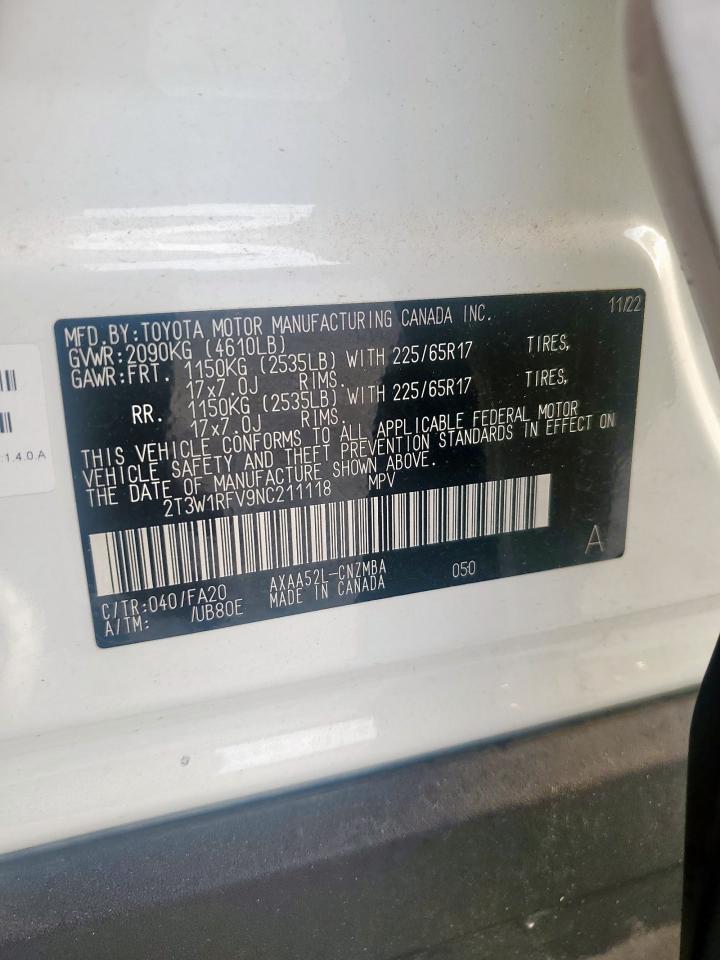 11/22
MFD.BY:TOYOTA MOTOR MANUFACTURING CANADA INC.
GVWR:2090KG (4610LB)
GAWR:FRT. 1150KG (2535LB) WITH 225/65R17 TIRES,
17x7.0J RIMS.
RR. 1150KG (2535LB) WITH 225/65R17 TIRES,
17x7.0J RIMS.
THIS VEHICLE CONFORMS TO ALL APPLICABLE FEDERAL MOTOR
VEHICLE SAFETY AND THEFT PREVENTION STANDARDS IN EFFECT ON
THE DATE OF MANUFACTURE SHOWN ABOVE.
2T3W1RFV9NC211118 MPV
A
C/TR:040/FA20 AXAA52L-CNZMBA 050
A/TM: /UB80E MADE IN CANADA
1.4.0.A